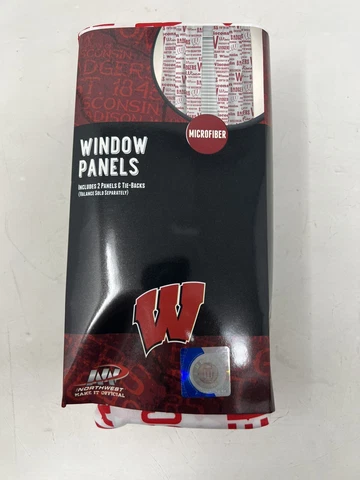 MICROFIBER
WINDOW
PANELS
INCLUDES 2 PANELS & TIE-BACKS
(VALANCE SOLD SEPARATELY)
W
NORTHWEST
MAKE IT OFFICIAL